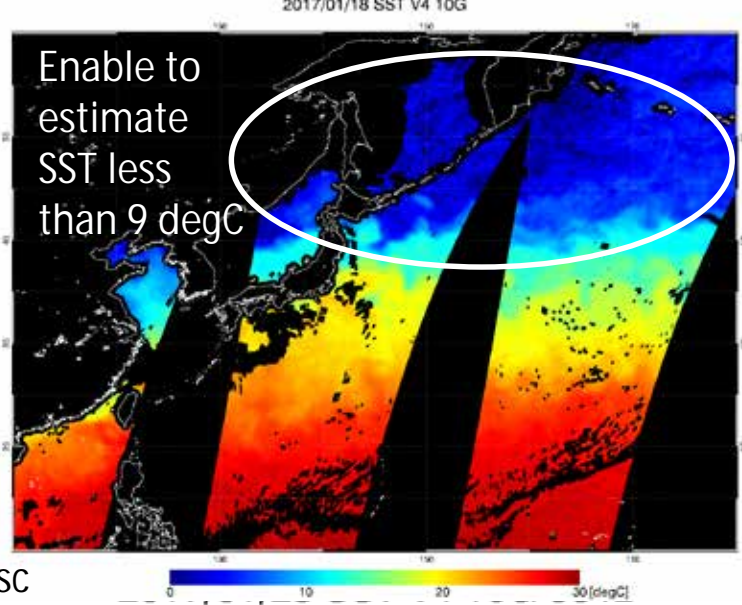 2017/01/18 SST V4 10G
Enable to
estimate
SST less
than 9 degC
SC
0 10 20 30 [degC]